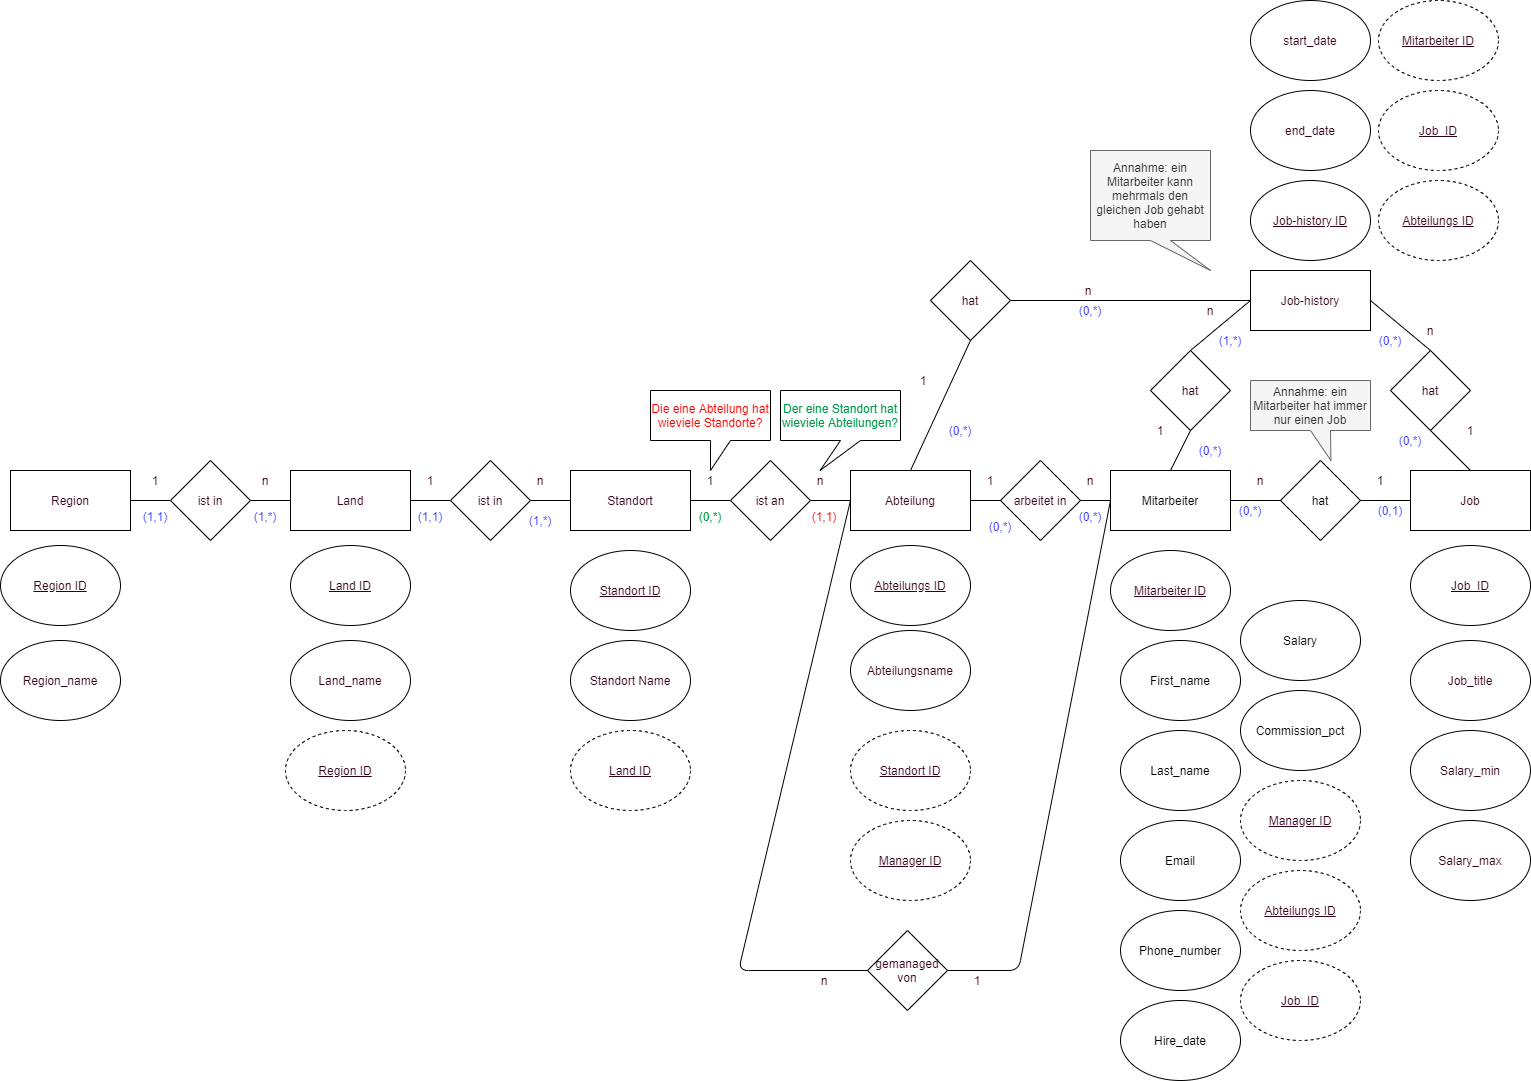 start_date
Mitarbeiter ID
end_date
Job_ID
Job-history ID
Abteilungs ID
Annahme: ein
Mitarbeiter kann
mehrmals den
gleichen Job gehabt
haben
hat
n
(0,*)
Job-history
n
(1,*)
n
(0,*)
1
(0,*)
hat
1
(0,*)
Annahme: ein
Mitarbeiter hat immer
nur einen Job
hat
1
(0,*)
Die eine Abteilung hat
wieviele Standorte?
Der eine Standort hat
wieviele Abteilungen?
Region
1
(1,1)
ist in
n
(1,*)
Land
1
(1,1)
ist in
n
(1,*)
Standort
1
(0,*)
ist an
n
(1,1)
Abteilung
1
(0,*)
arbeitet in
n
(0,*)
Mitarbeiter
n
(0,*)
hat
1
(0,1)
Job
Region ID
Region_name
Land ID
Land_name
Region ID
Standort ID
Standort Name
Land ID
Abteilungs ID
Abteilungsname
Standort ID
Manager ID
gemanaged
von
n
1
Mitarbeiter ID
First_name
Last_name
Email
Phone_number
Hire_date
Salary
Commission_pct
Manager ID
Abteilungs ID
Job_ID
Job_ID
Job_title
Salary_min
Salary_max